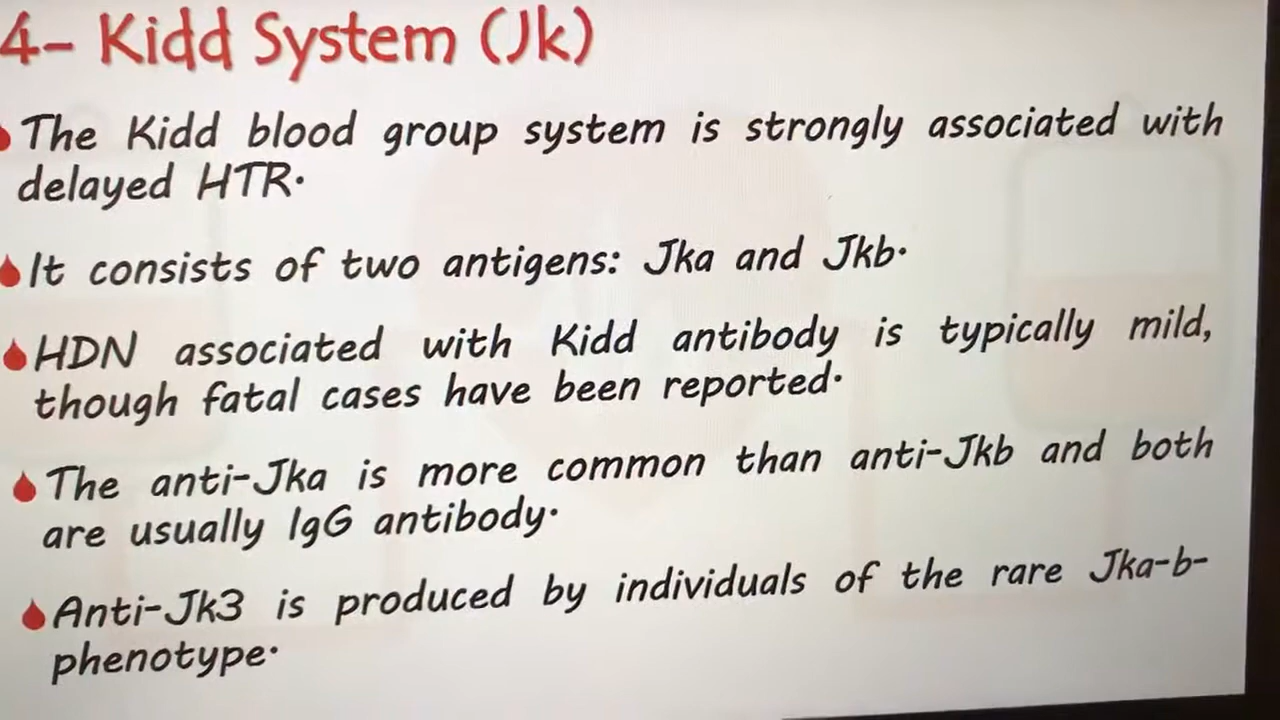 4- Kidd System (Jk)
The Kidd blood group system is strongly associated with
delayed HTR.
It consists of two antigens: Jka and Jkb.
HDN associated with Kidd antibody is typically mild,
though fatal cases have been reported.
The anti-Jka is more common than anti-Jkb and both
are usually IgG antibody.
Anti-Jk3 is produced by individuals of the rare Jka-b-
phenotype.